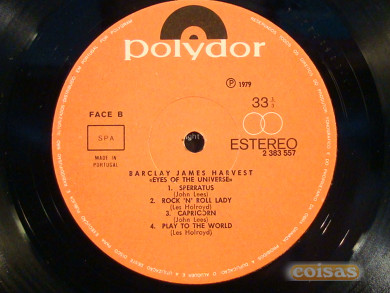 polydor
℗ 1979
FACE B
33 1/3
SPA
ESTEREO
2 383 557
MADE IN
PORTUGAL
BARCLAY JAMES HARVEST
«EYES OF THE UNIVERSE»
1. SPERRATUS
(John Lees)
2. ROCK 'N' ROLL LADY
(Les Holroyd)
3. CAPRICORN
(John Lees)
4. PLAY TO THE WORLD
(Les Holroyd)
coisas